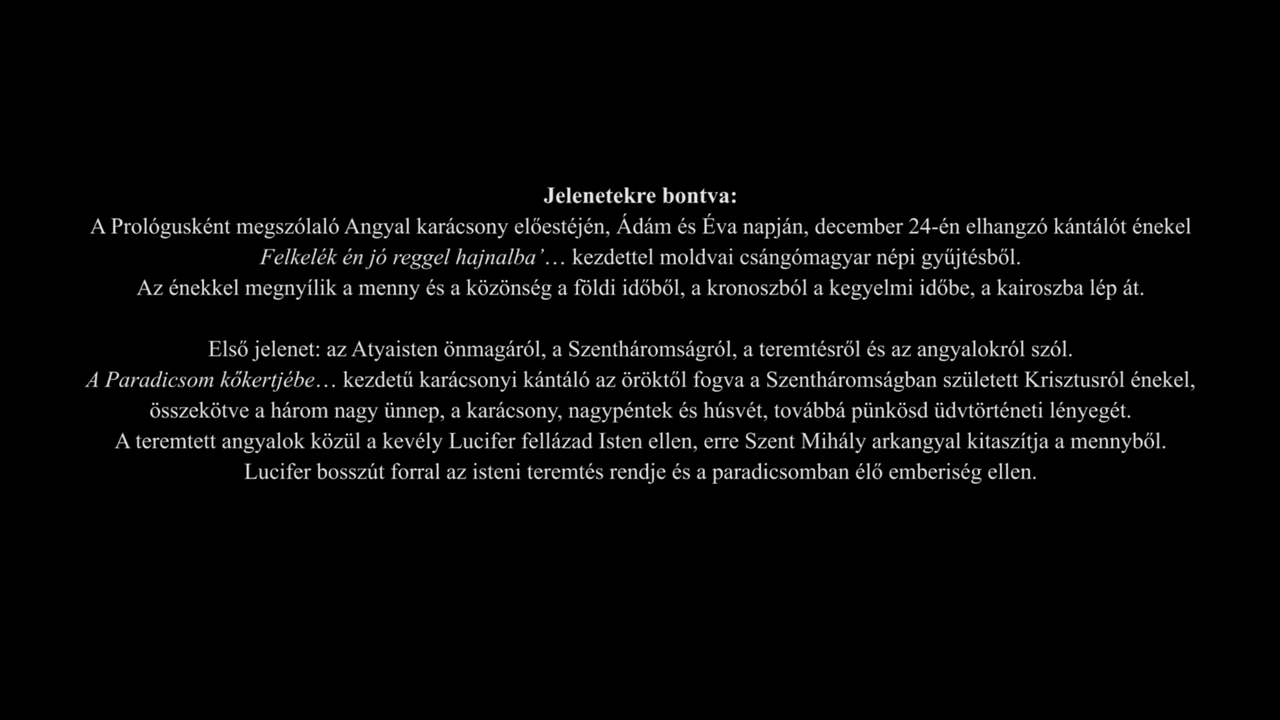 Jelenetekre bontva:
A Prológusként megszólaló Angyal karácsony előestéjén, Ádám és Éva napján, december 24-én elhangzó kántálót énekel
Felkelék én jó reggel hajnalba’… kezdettel moldvai csángómagyar népi gyűjtésből.
Az énekkel megnyílik a menny és a közönség a földi időből, a kronoszból a kegyelmi időbe, a kairoszba lép át.
Első jelenet: az Atyaisten önmagáról, a Szentháromságról, a teremtésről és az angyalokról szól.
A Paradicsom kőkertjébe… kezdetű karácsonyi kántáló az öröktől fogva a Szentháromságban született Krisztusról énekel,
összekötve a három nagy ünnep, a karácsony, nagypéntek és húsvét, továbbá pünkösd üdvtörténeti lényegét.
A teremtett angyalok közül a kevély Lucifer fellázad Isten ellen, erre Szent Mihály arkangyal kitaszítja a mennyből.
Lucifer bosszút forral az isteni teremtés rendje és a paradicsomban élő emberiség ellen.